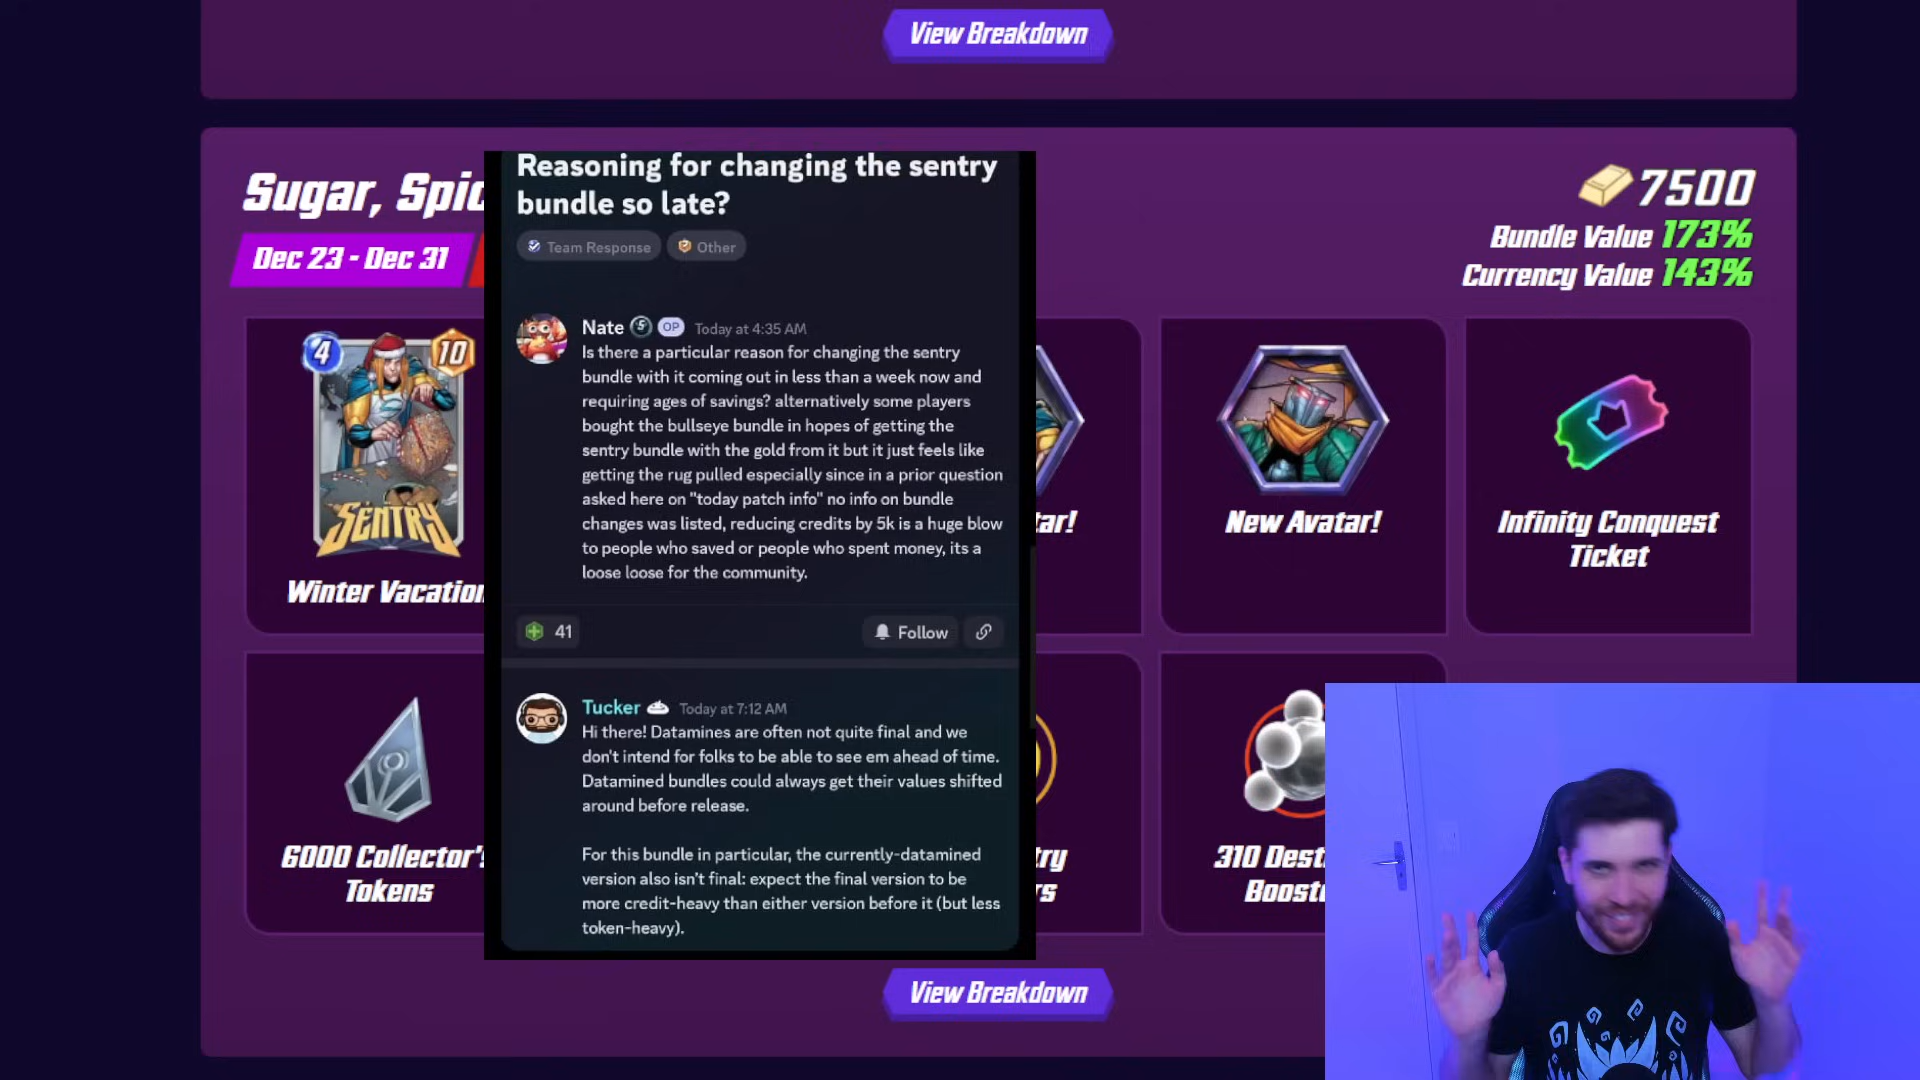 View Breakdown
Sugar, Spic
Dec 23 - Dec 31
7500
Bundle Value 173%
Currency Value 143%
Reasoning for changing the sentry
bundle so late?
Team Response
Other
Nate 5 OP Today at 4:35 AM
Is there a particular reason for changing the sentry
bundle with it coming out in less than a week now and
requiring ages of savings? alternatively some players
bought the bullseye bundle in hopes of getting the
sentry bundle with the gold from it but it just feels like
getting the rug pulled especially since in a prior question
asked here on "today patch info" no info on bundle
changes was listed, reducing credits by 5k is a huge blow
to people who saved or people who spent money, its a
loose loose for the community.
41
Follow
Tucker Today at 7:12 AM
Hi there! Datamines are often not quite final and we
don't intend for folks to be able to see em ahead of time.
Datamined bundles could always get their values shifted
around before release.
For this bundle in particular, the currently-datamined
version also isn't final: expect the final version to be
more credit-heavy than either version before it (but less
token-heavy).
4
10
SENTRY
Winter Vacation
tar!
New Avatar!
Infinity Conquest
Ticket
6000 Collector's
Tokens
try
rs
310 Dest
Booste
View Breakdown